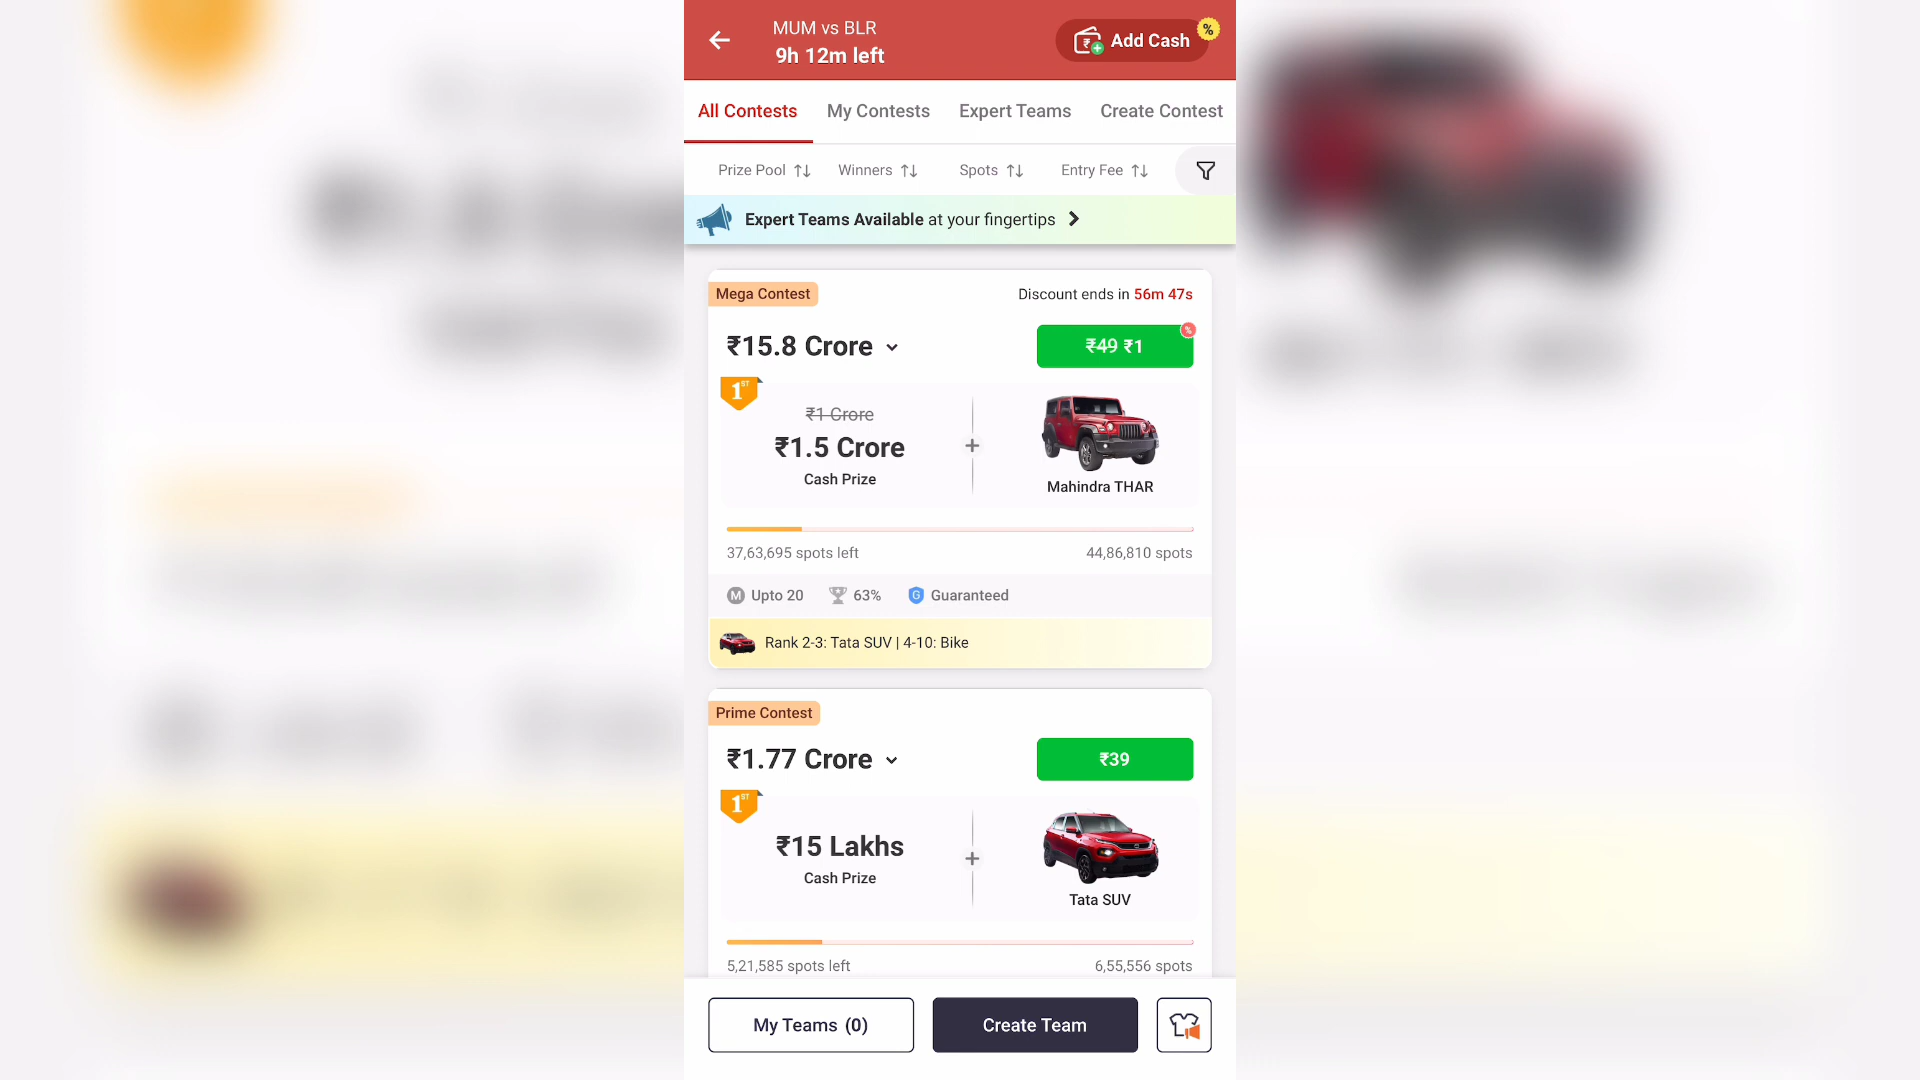 MUM vs BLR
9h 12m left
Add Cash
%
All Contests
My Contests
Expert Teams
Create Contest
Prize Pool
Winners
Spots
Entry Fee
Expert Teams Available at your fingertips
Mega Contest
Discount ends in 56m 47s
₹15.8 Crore
₹49 ₹1
%
1ST
₹1 Crore
₹1.5 Crore
Cash Prize
+
Mahindra THAR
37,63,695 spots left
44,86,810 spots
M Upto 20
63%
G Guaranteed
Rank 2-3: Tata SUV | 4-10: Bike
Prime Contest
₹1.77 Crore
₹39
1ST
₹15 Lakhs
Cash Prize
+
Tata SUV
5,21,585 spots left
6,55,556 spots
My Teams (0)
Create Team